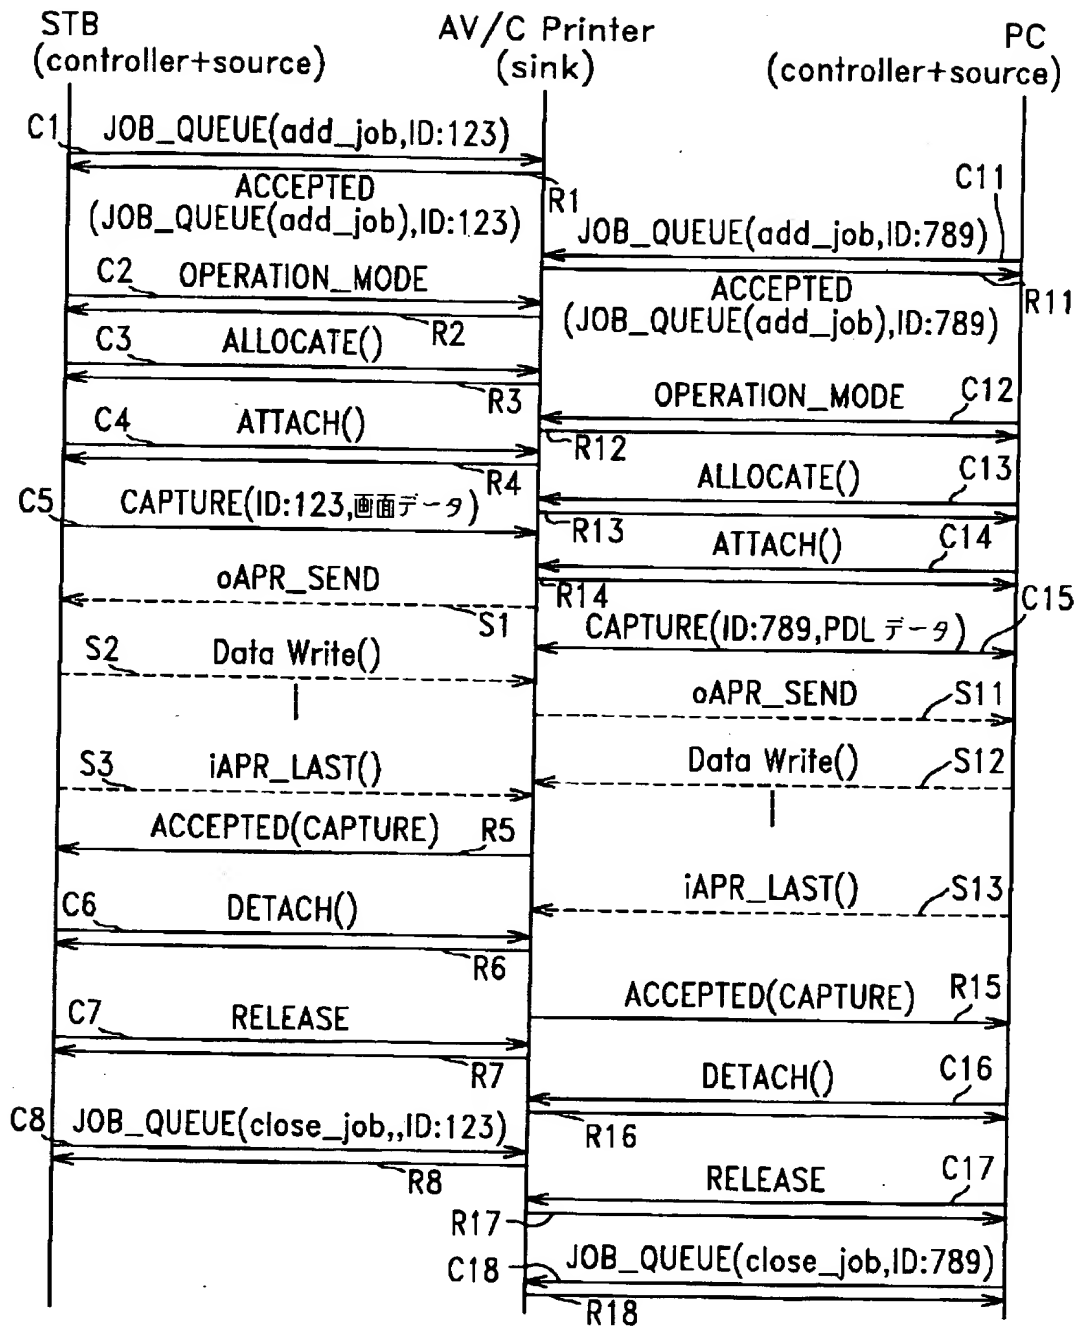 STB
(controller+source)
AV/C Printer
(sink)
PC
(controller+source)
C1
JOB_QUEUE(add_job,ID:123)
R1
ACCEPTED
(JOB_QUEUE(add_job),ID:123)
C11
JOB_QUEUE(add_job,ID:789)
R11
ACCEPTED
(JOB_QUEUE(add_job),ID:789)
C2
OPERATION_MODE
R2
C3
ALLOCATE()
R3
OPERATION_MODE
C12
R12
C4
ATTACH()
R4
ALLOCATE()
C13
R13
C5
CAPTURE(ID:123,画面データ)
ATTACH()
C14
R14
oAPR_SEND
S1
CAPTURE(ID:789,PDLデータ)
C15
S2
Data Write()
oAPR_SEND
S11
S3
iAPR_LAST()
Data Write()
S12
ACCEPTED(CAPTURE)
R5
iAPR_LAST()
S13
C6
DETACH()
R6
ACCEPTED(CAPTURE)
R15
C7
RELEASE
R7
DETACH()
C16
R16
C8
JOB_QUEUE(close_job,,ID:123)
R8
RELEASE
C17
R17
C18
JOB_QUEUE(close_job,ID:789)
R18